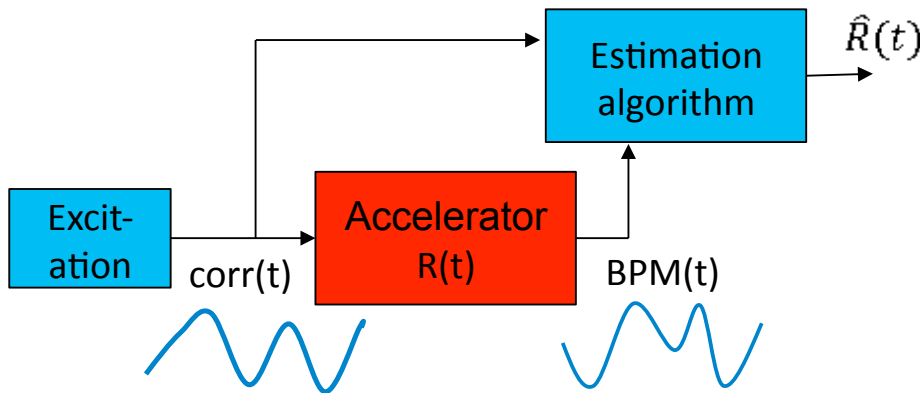 Estimation
algorithm
R̂(t)
Excit-
ation
corr(t)
Accelerator
R(t)
BPM(t)